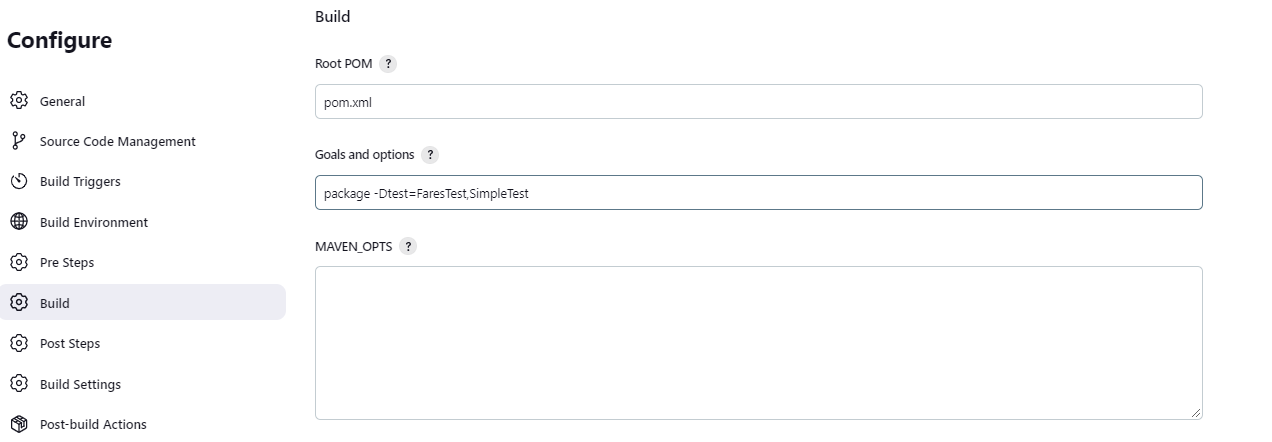 Configure
General
Source Code Management
Build Triggers
Build Environment
Pre Steps
Build
Post Steps
Build Settings
Post-build Actions
Build
Root POM ?
pom.xml
Goals and options ?
package -Dtest=FaresTest,SimpleTest
MAVEN_OPTS ?